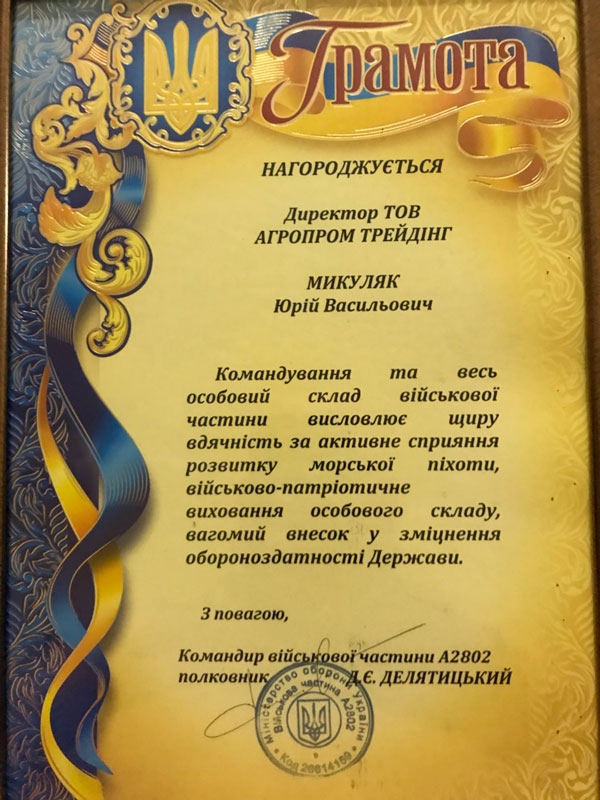 Грамота
НАГОРОДЖУЄТЬСЯ
Директор ТОВ
АГРОПРОМ ТРЕЙДІНГ
МИКУЛЯК
Юрій Васильович
Командування та весь
особовий склад військової
частини висловлює щиру
вдячність за активне сприяння
розвитку морської піхоти,
військово-патріотичне
виховання особового складу,
вагомий внесок у зміцнення
обороноздатності Держави.
З повагою,
Командир військової частини А2802
полковник Д.Є. ДЕЛЯТИЦЬКИЙ
Міністерство оборони України
Військова частина А2802
* Код 26614159 *